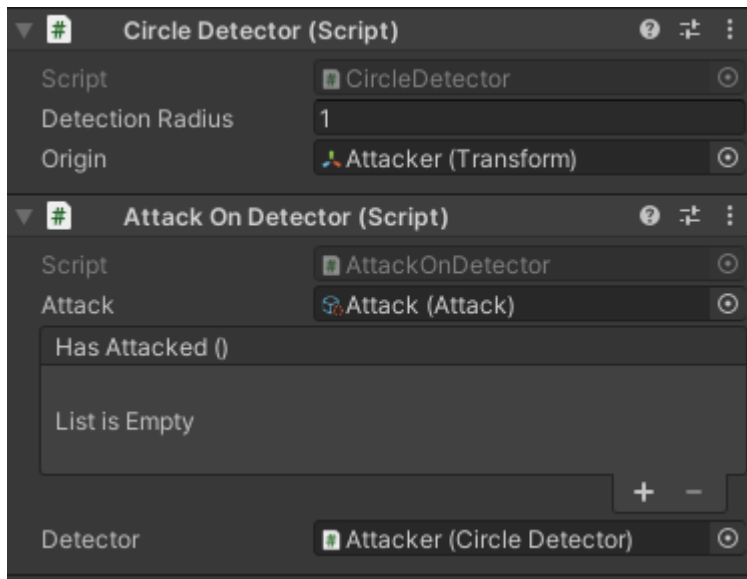 Circle Detector (Script)
Script CircleDetector
Detection Radius 1
Origin Attacker (Transform)
Attack On Detector (Script)
Script AttackOnDetector
Attack Attack (Attack)
Has Attacked ()
List is Empty
+ −
Detector Attacker (Circle Detector)